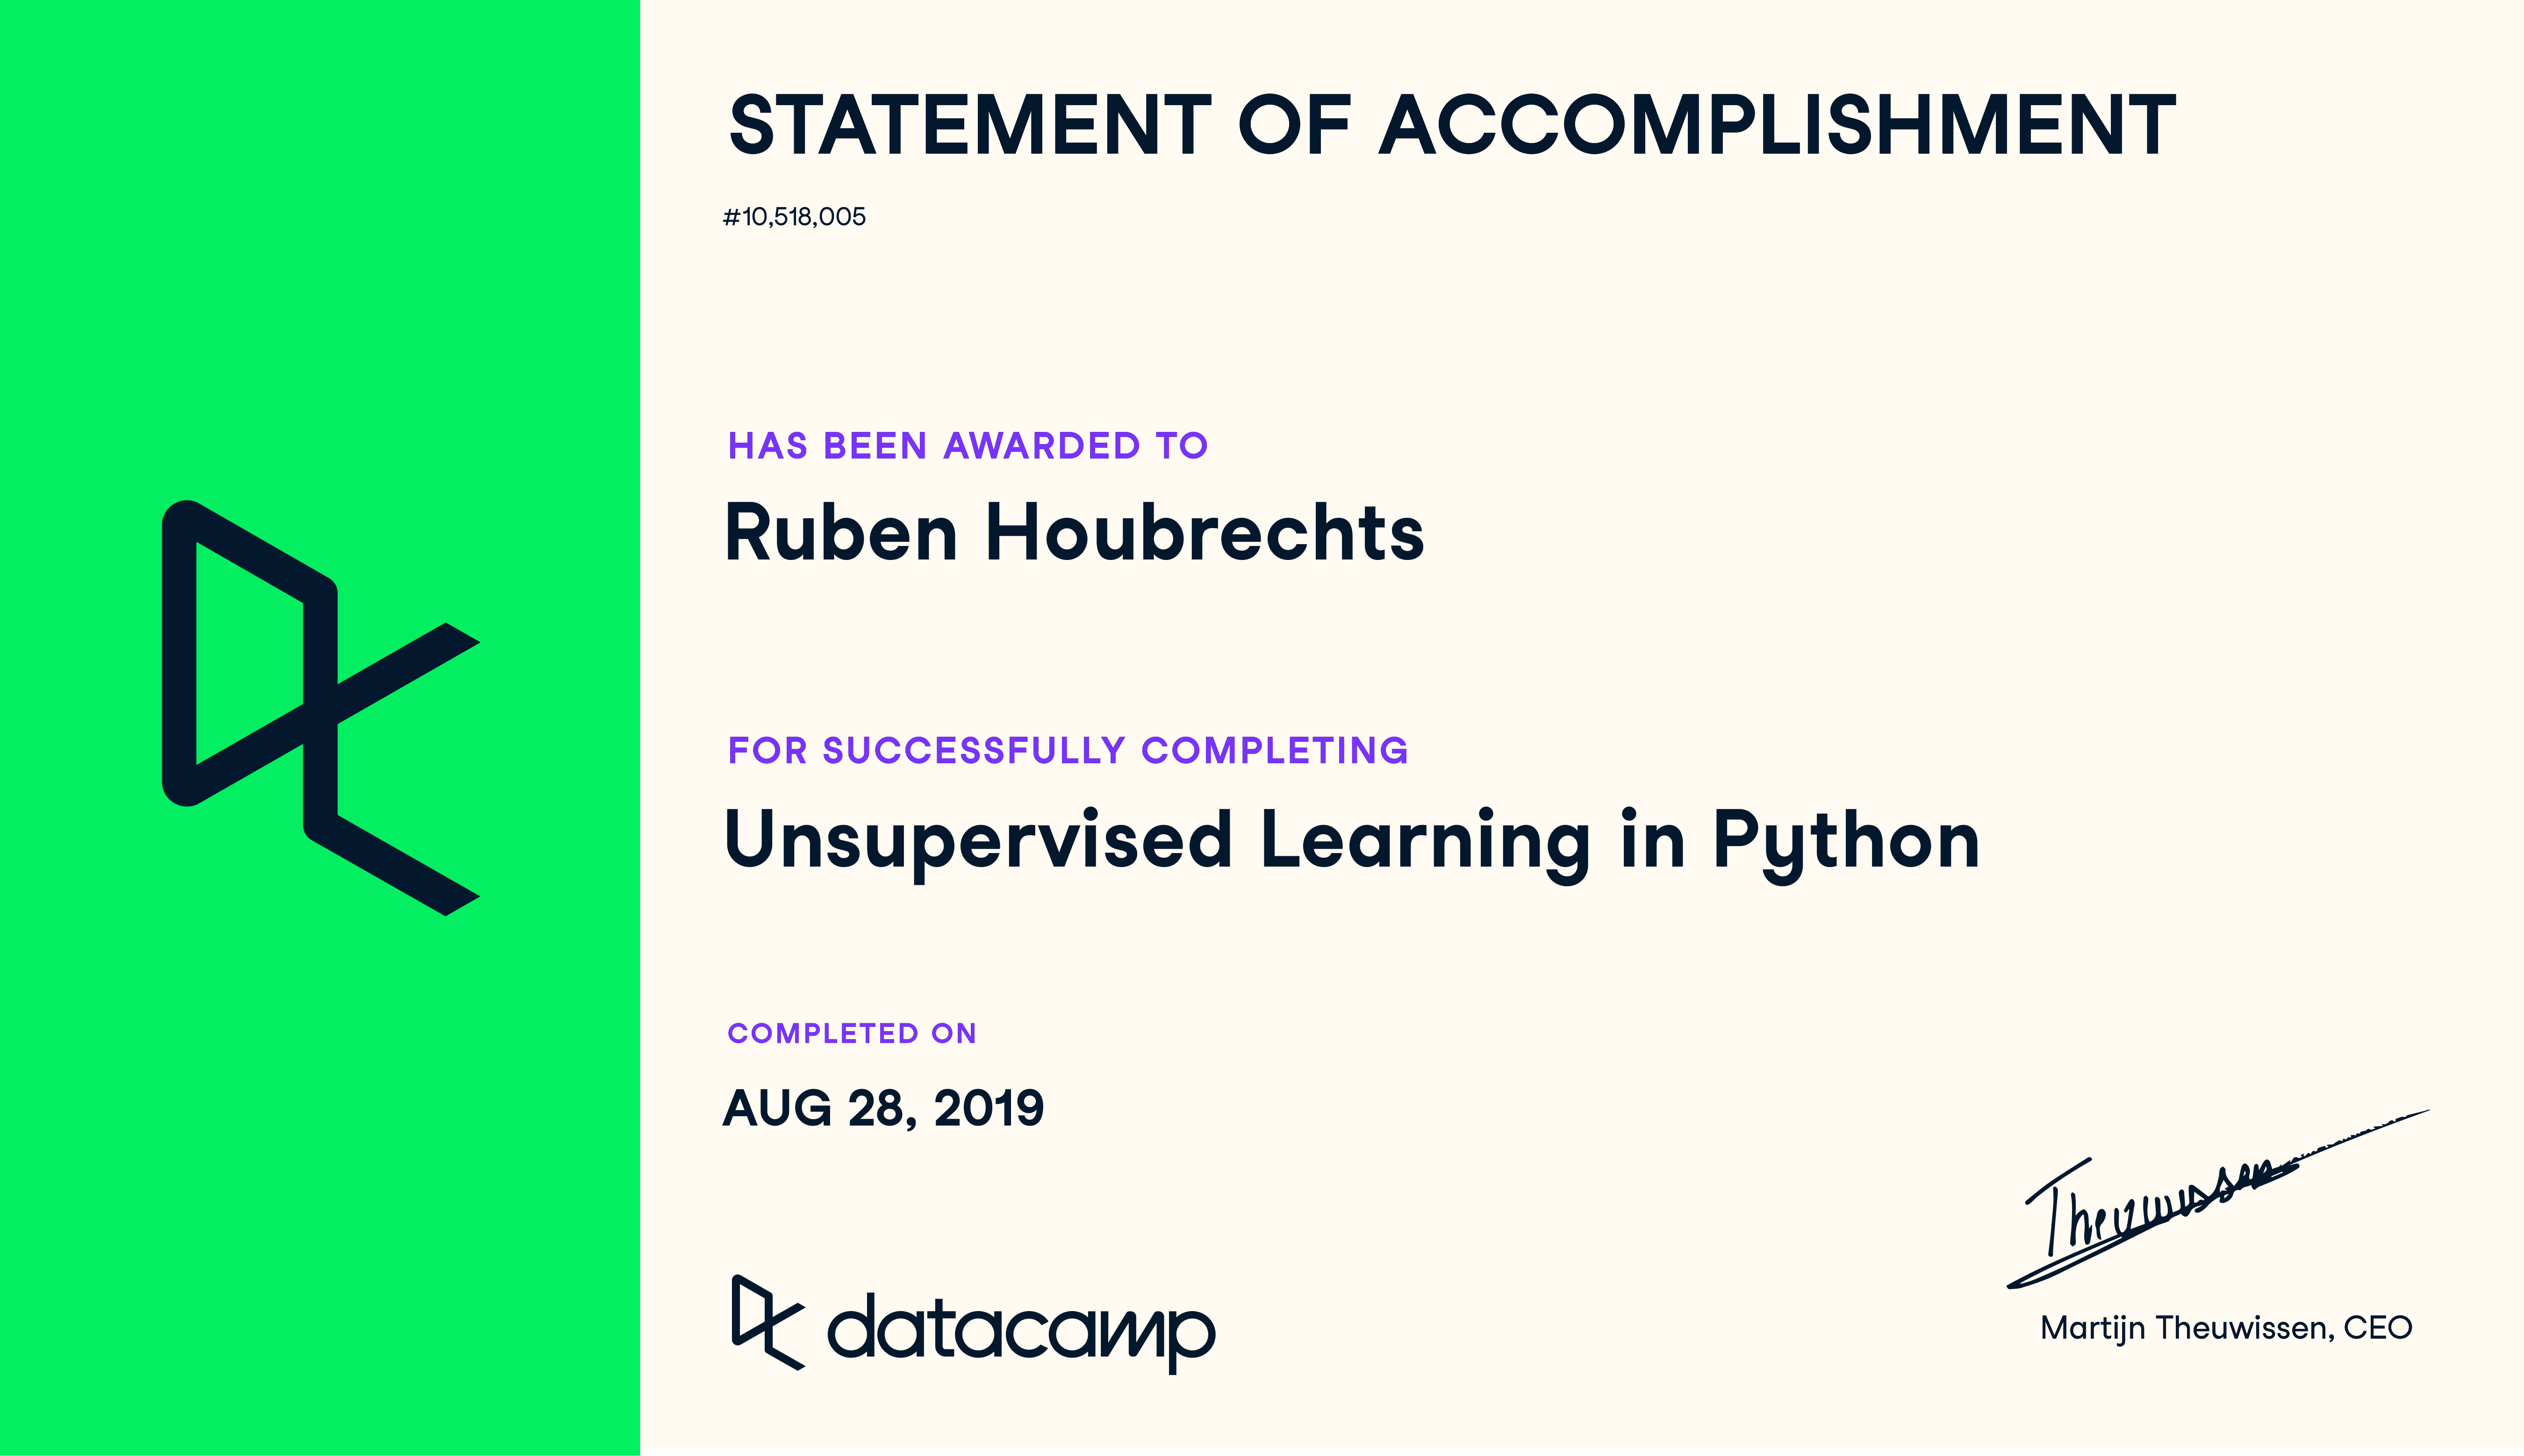 STATEMENT OF ACCOMPLISHMENT
#10,518,005
HAS BEEN AWARDED TO
Ruben Houbrechts
FOR SUCCESSFULLY COMPLETING
Unsupervised Learning in Python
COMPLETED ON
AUG 28, 2019
Theuwissen
datacamp
Martijn Theuwissen, CEO